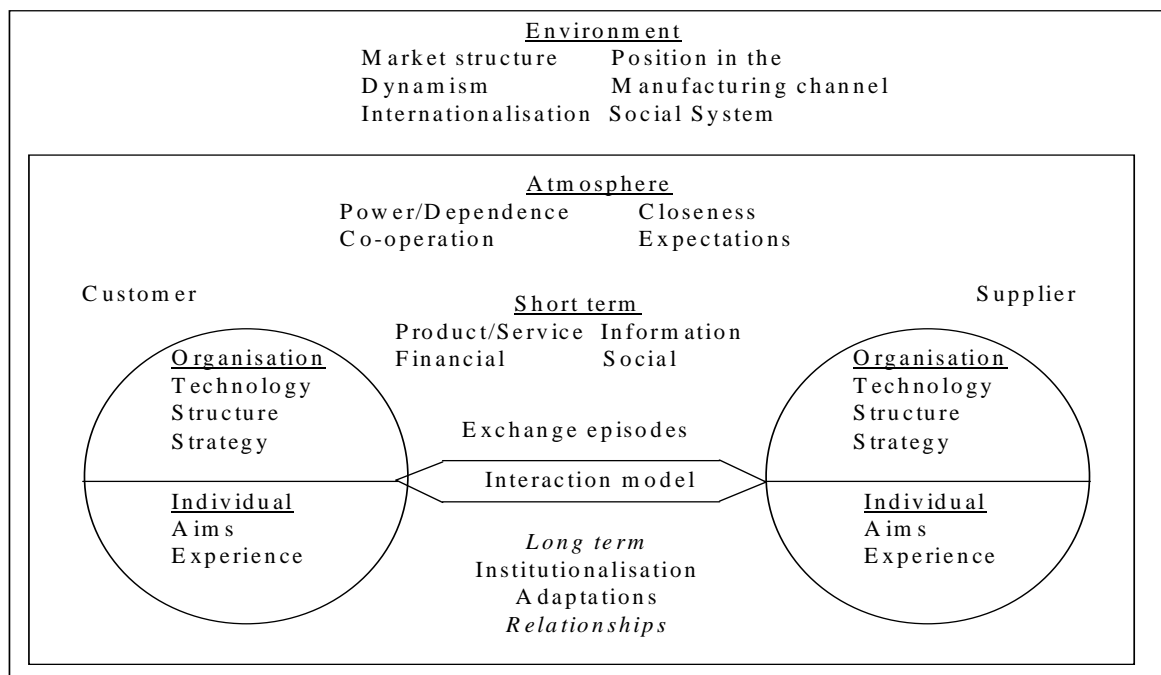 Environment
Market structure Position in the
Dynamism Manufacturing channel
Internationalisation Social System
Atmosphere
Power/Dependence Closeness
Co-operation Expectations
Customer
Supplier
Short term
Product/Service Information
Financial Social
Organisation
Technology
Structure
Strategy
Individual
Aims
Experience
Exchange episodes
Interaction model
Long term
Institutionalisation
Adaptations
Relationships
Organisation
Technology
Structure
Strategy
Individual
Aims
Experience